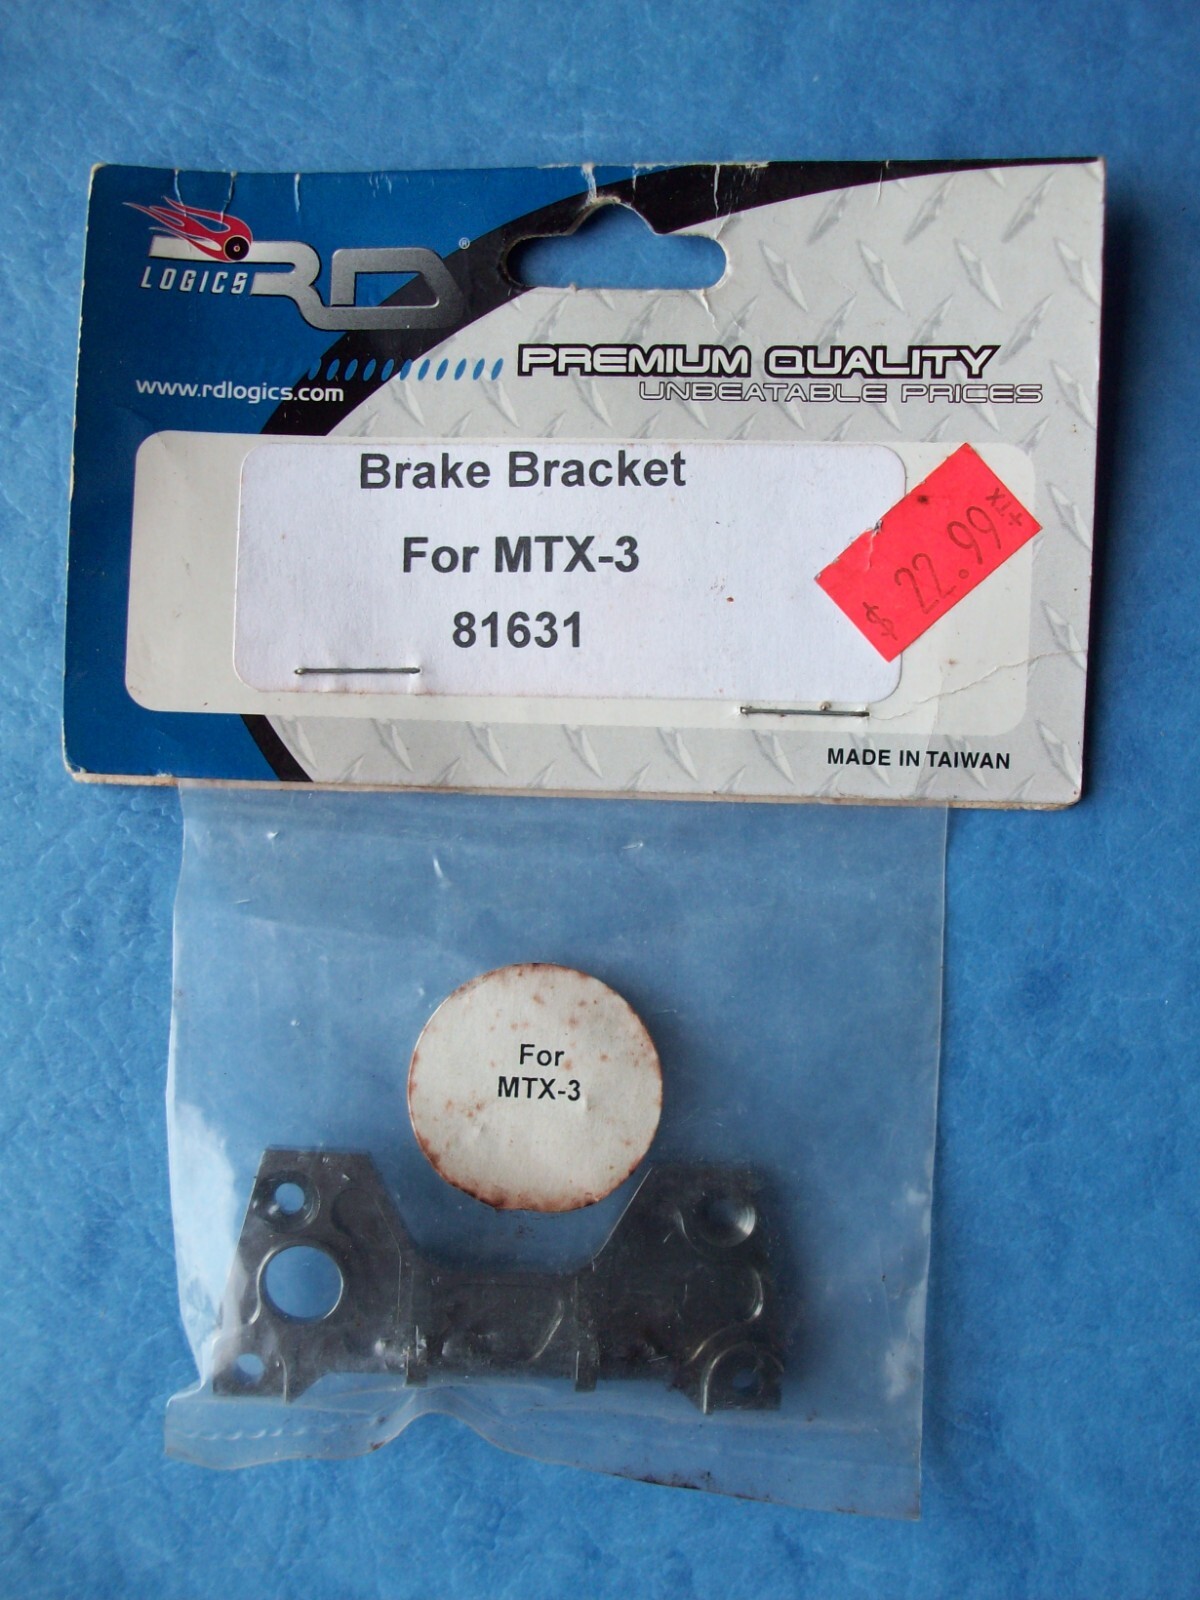 LOGICS RD®
www.rdlogics.com
PREMIUM QUALITY
UNBEATABLE PRICES
Brake Bracket
For MTX-3
81631
$ 22.99 +TX
MADE IN TAIWAN
For
MTX-3